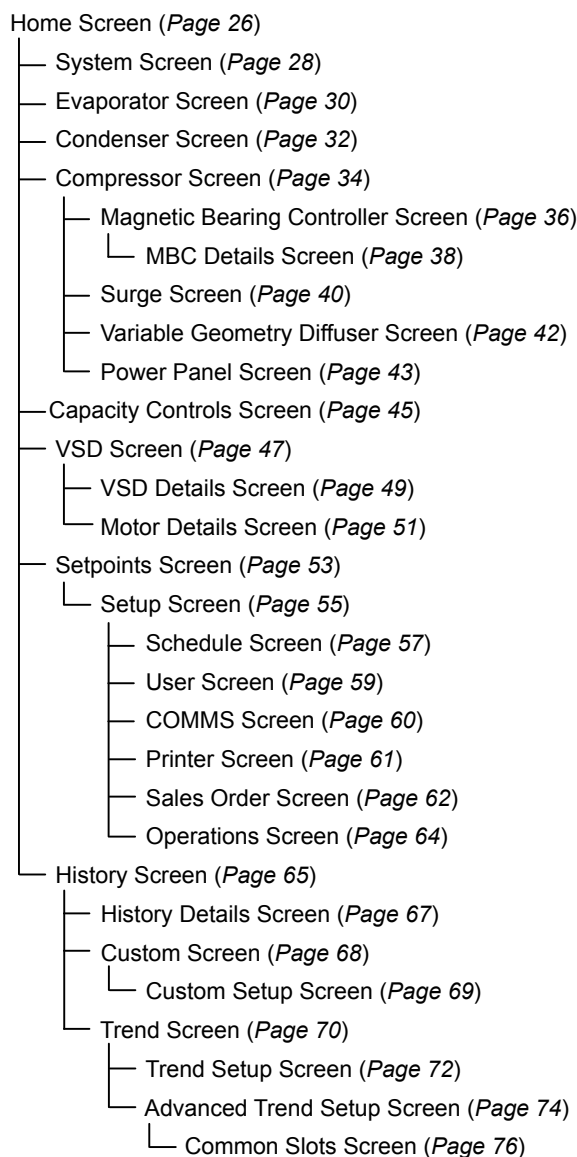 Home Screen (Page 26)
System Screen (Page 28)
Evaporator Screen (Page 30)
Condenser Screen (Page 32)
Compressor Screen (Page 34)
Magnetic Bearing Controller Screen (Page 36)
MBC Details Screen (Page 38)
Surge Screen (Page 40)
Variable Geometry Diffuser Screen (Page 42)
Power Panel Screen (Page 43)
Capacity Controls Screen (Page 45)
VSD Screen (Page 47)
VSD Details Screen (Page 49)
Motor Details Screen (Page 51)
Setpoints Screen (Page 53)
Setup Screen (Page 55)
Schedule Screen (Page 57)
User Screen (Page 59)
COMMS Screen (Page 60)
Printer Screen (Page 61)
Sales Order Screen (Page 62)
Operations Screen (Page 64)
History Screen (Page 65)
History Details Screen (Page 67)
Custom Screen (Page 68)
Custom Setup Screen (Page 69)
Trend Screen (Page 70)
Trend Setup Screen (Page 72)
Advanced Trend Setup Screen (Page 74)
Common Slots Screen (Page 76)